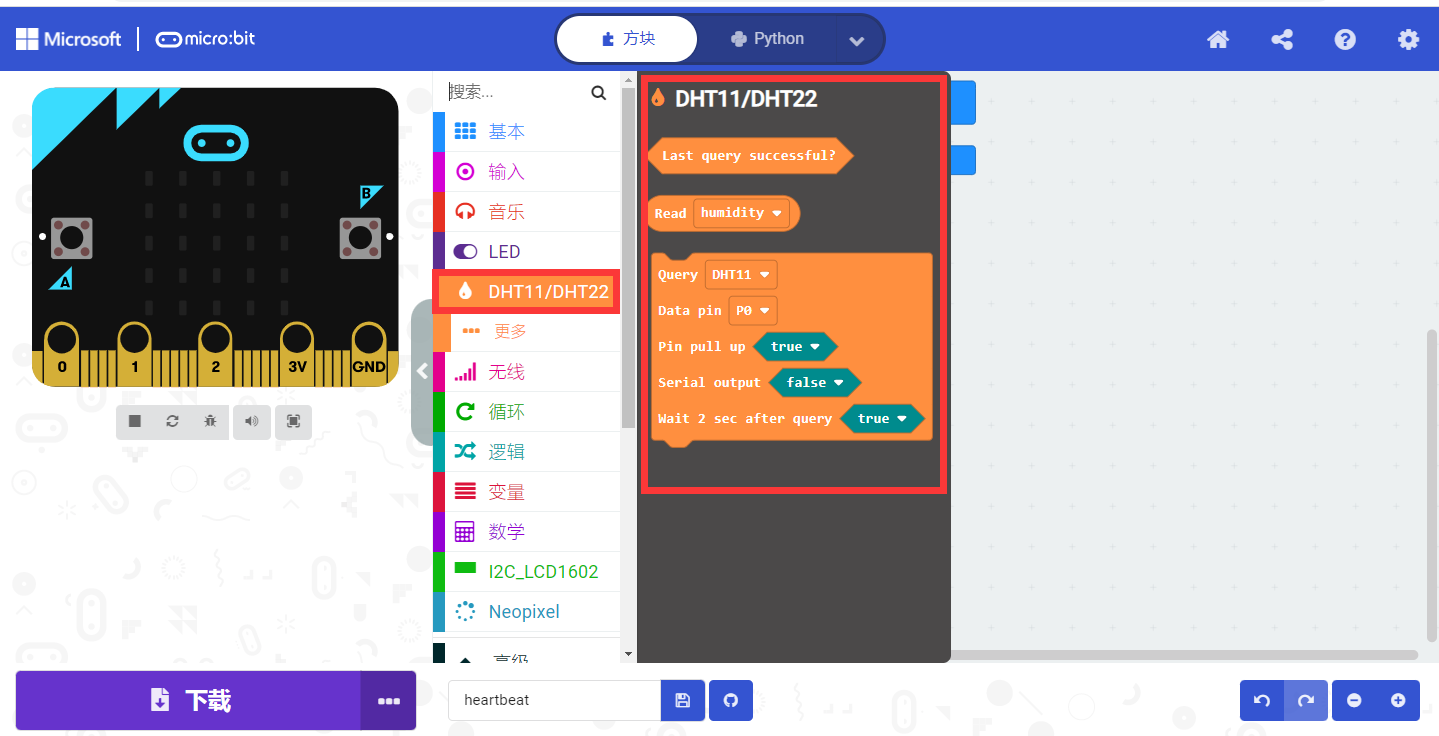 Microsoft micro:bit
方块
Python
搜索...
基本
输入
音乐
LED
DHT11/DHT22
更多
无线
循环
逻辑
变量
数学
I2C_LCD1602
Neopixel
高级
DHT11/DHT22
Last query successful?
Read humidity
Query DHT11
Data pin P0
Pin pull up true
Serial output false
Wait 2 sec after query true
B
A
0 1 2 3V GND
下载
heartbeat